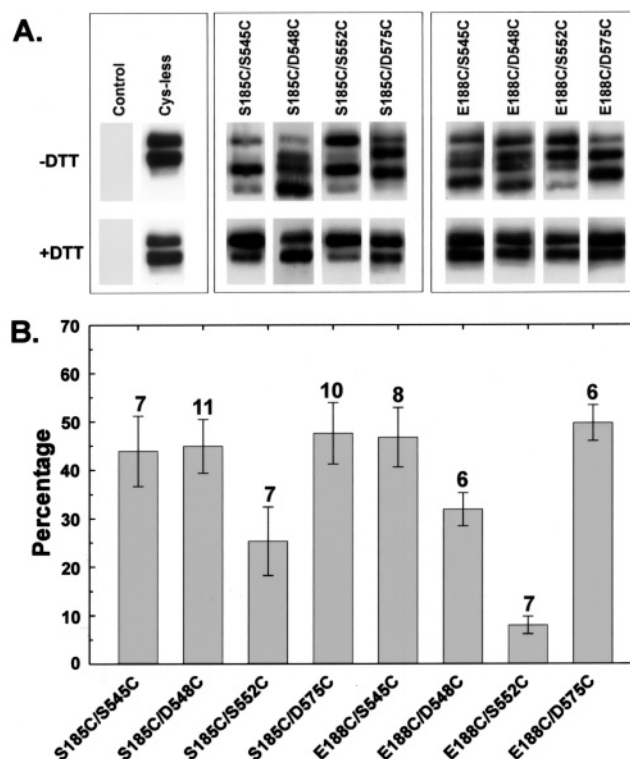 A.
Control
Cys-less
S185C/S545C
S185C/D548C
S185C/S552C
S185C/D575C
E188C/S545C
E188C/D548C
E188C/S552C
E188C/D575C
-DTT
+DTT
B.
Percentage
70
60
50
40
30
20
10
0
7
11
7
10
8
6
7
6
S185C/S545C
S185C/D548C
S185C/S552C
S185C/D575C
E188C/S545C
E188C/D548C
E188C/S552C
E188C/D575C